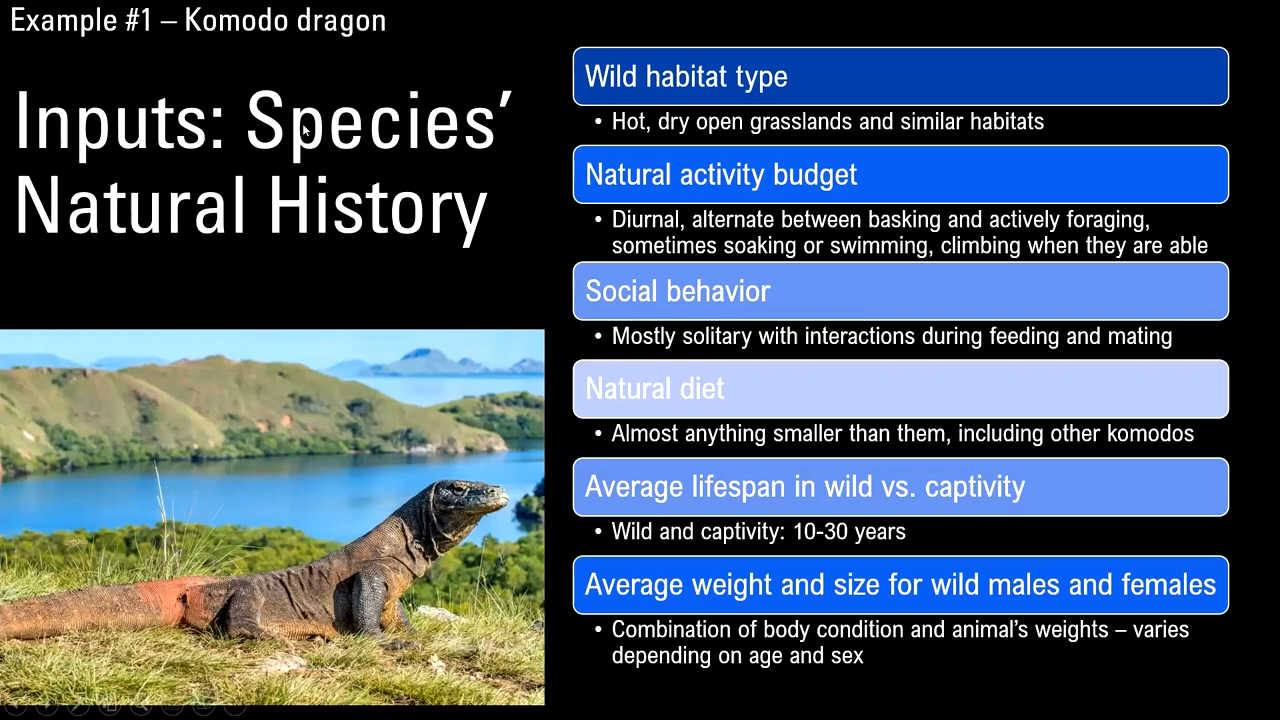 Example #1 – Komodo dragon
Inputs: Species’
Natural History
Wild habitat type
• Hot, dry open grasslands and similar habitats
Natural activity budget
• Diurnal, alternate between basking and actively foraging,
sometimes soaking or swimming, climbing when they are able
Social behavior
• Mostly solitary with interactions during feeding and mating
Natural diet
• Almost anything smaller than them, including other komodos
Average lifespan in wild vs. captivity
• Wild and captivity: 10-30 years
Average weight and size for wild males and females
• Combination of body condition and animal’s weights – varies
depending on age and sex